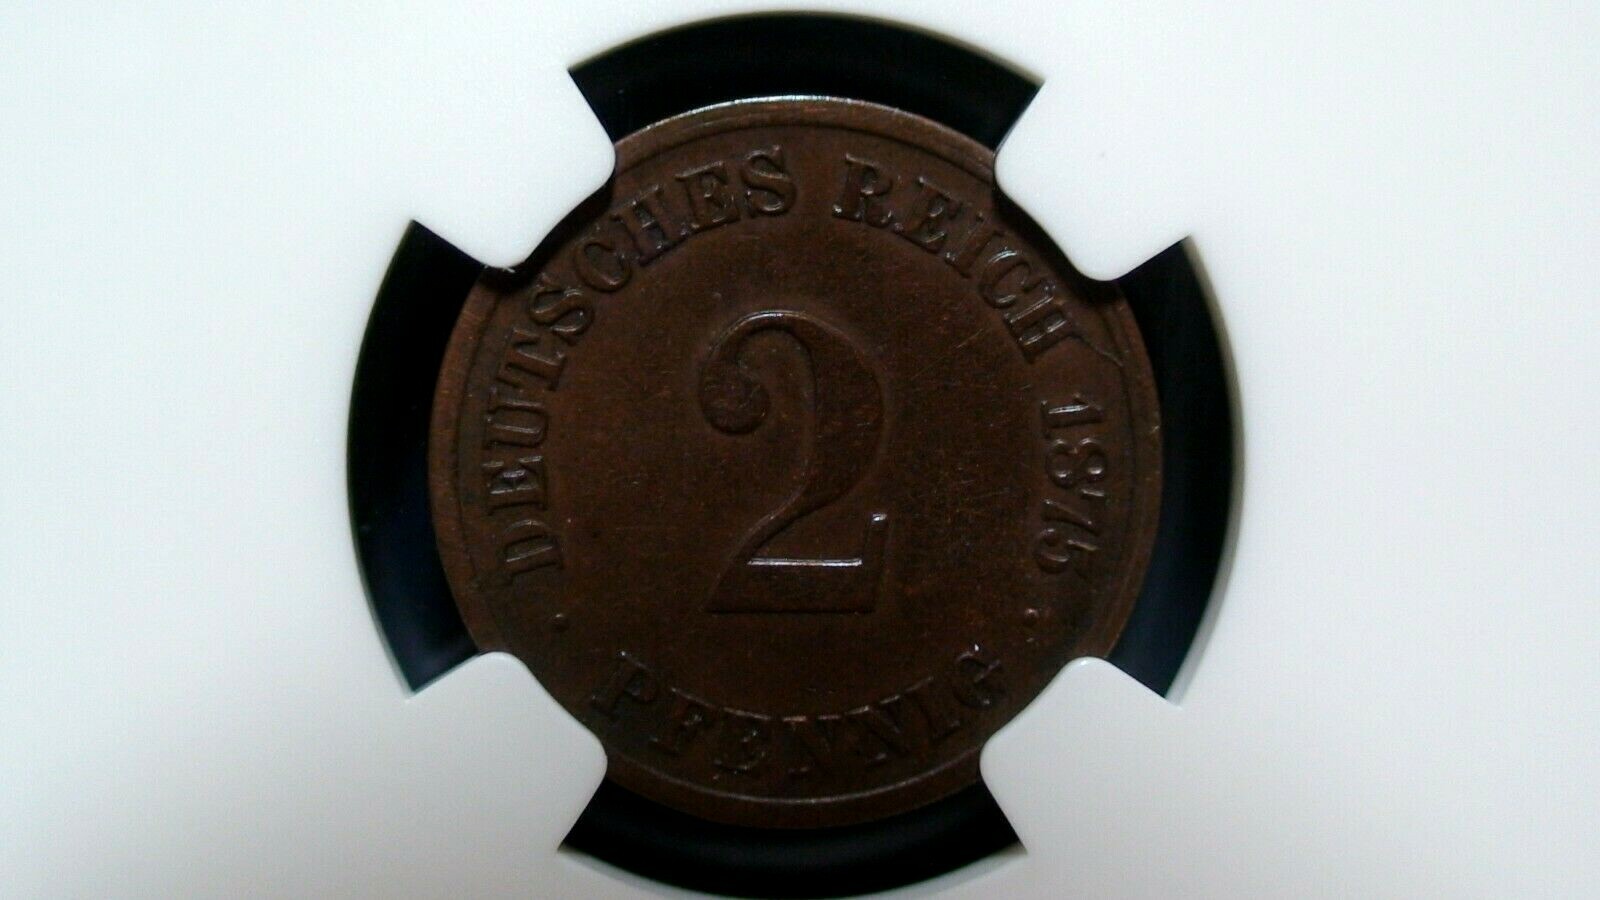 DEUTSCHES REICH 1875
2
· PFENNIG ·